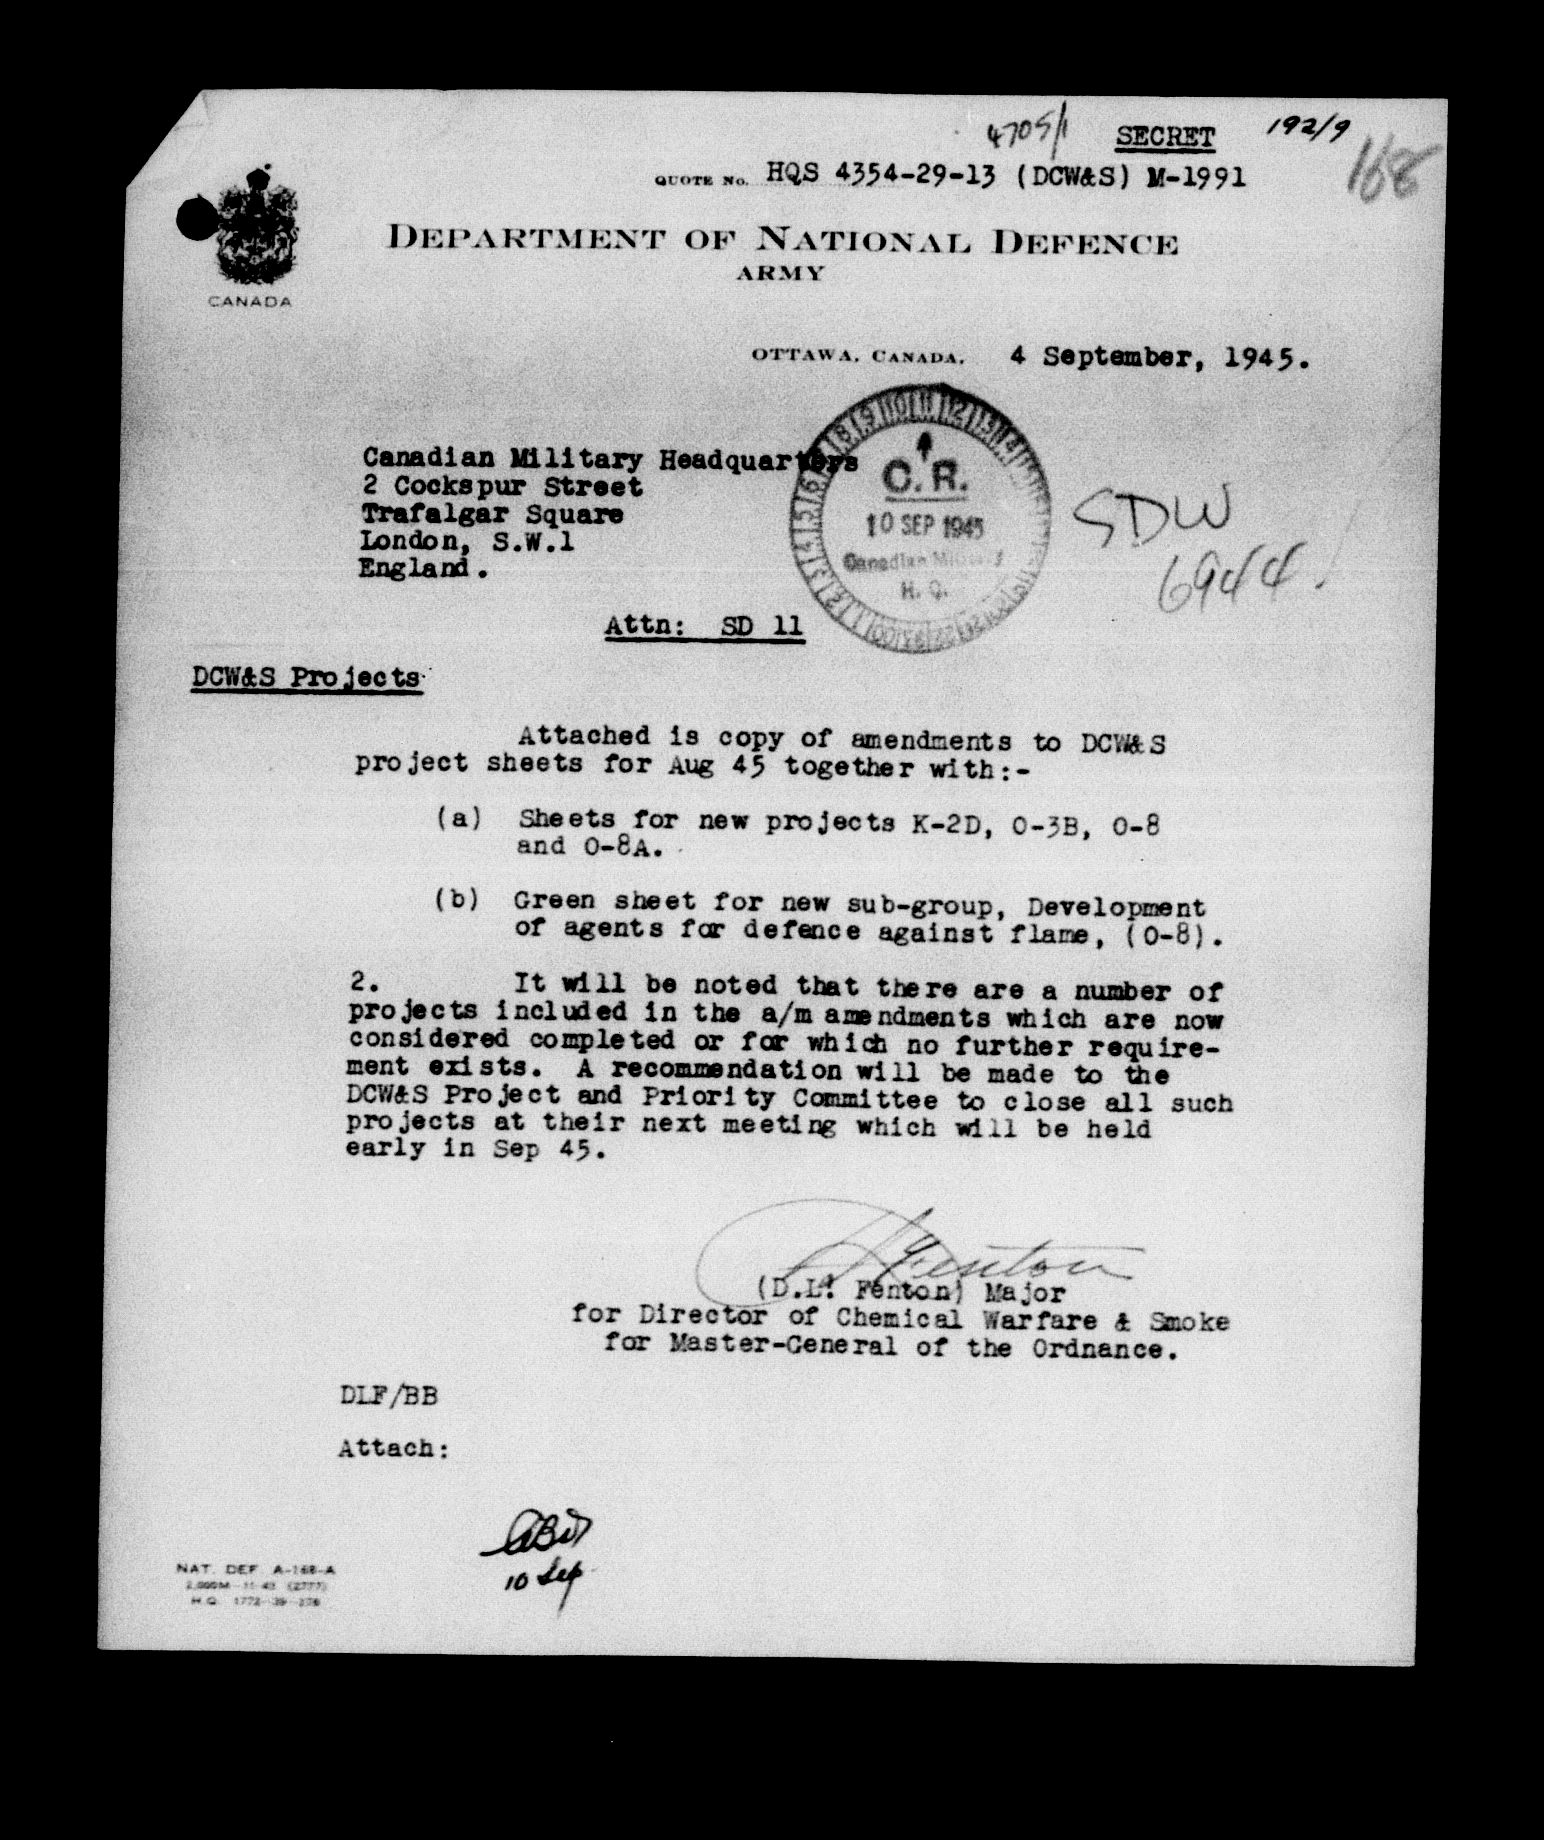 4705/1 SECRET 192/9
168
QUOTE No. HQS 4354-29-13 (DCW&S) M-1991
DEPARTMENT OF NATIONAL DEFENCE
ARMY
CANADA
OTTAWA, CANADA, 4 September, 1945.
Canadian Military Headquarters
2 Cockspur Street
Trafalgar Square
London, S.W.1
England.
C.R.
10 SEP 1945
Canadian Military
H. Q.
SDW
6944.
Attn: SD 11
DCW&S Projects
Attached is copy of amendments to DCW&S
project sheets for Aug 45 together with:-
(a) Sheets for new projects K-2D, O-3B, O-8
and O-8A.
(b) Green sheet for new sub-group, Development
of agents for defence against flame, (O-8).
2. It will be noted that there are a number of
projects included in the a/m amendments which are now
considered completed or for which no further require-
ment exists. A recommendation will be made to the
DCW&S Project and Priority Committee to close all such
projects at their next meeting which will be held
early in Sep 45.
(D.L. Fenton) Major
for Director of Chemical Warfare & Smoke
for Master-General of the Ordnance.
DLF/BB
Attach:
10 Sep
NAT. DEF. A-168-A
H.Q. 1772-39-276